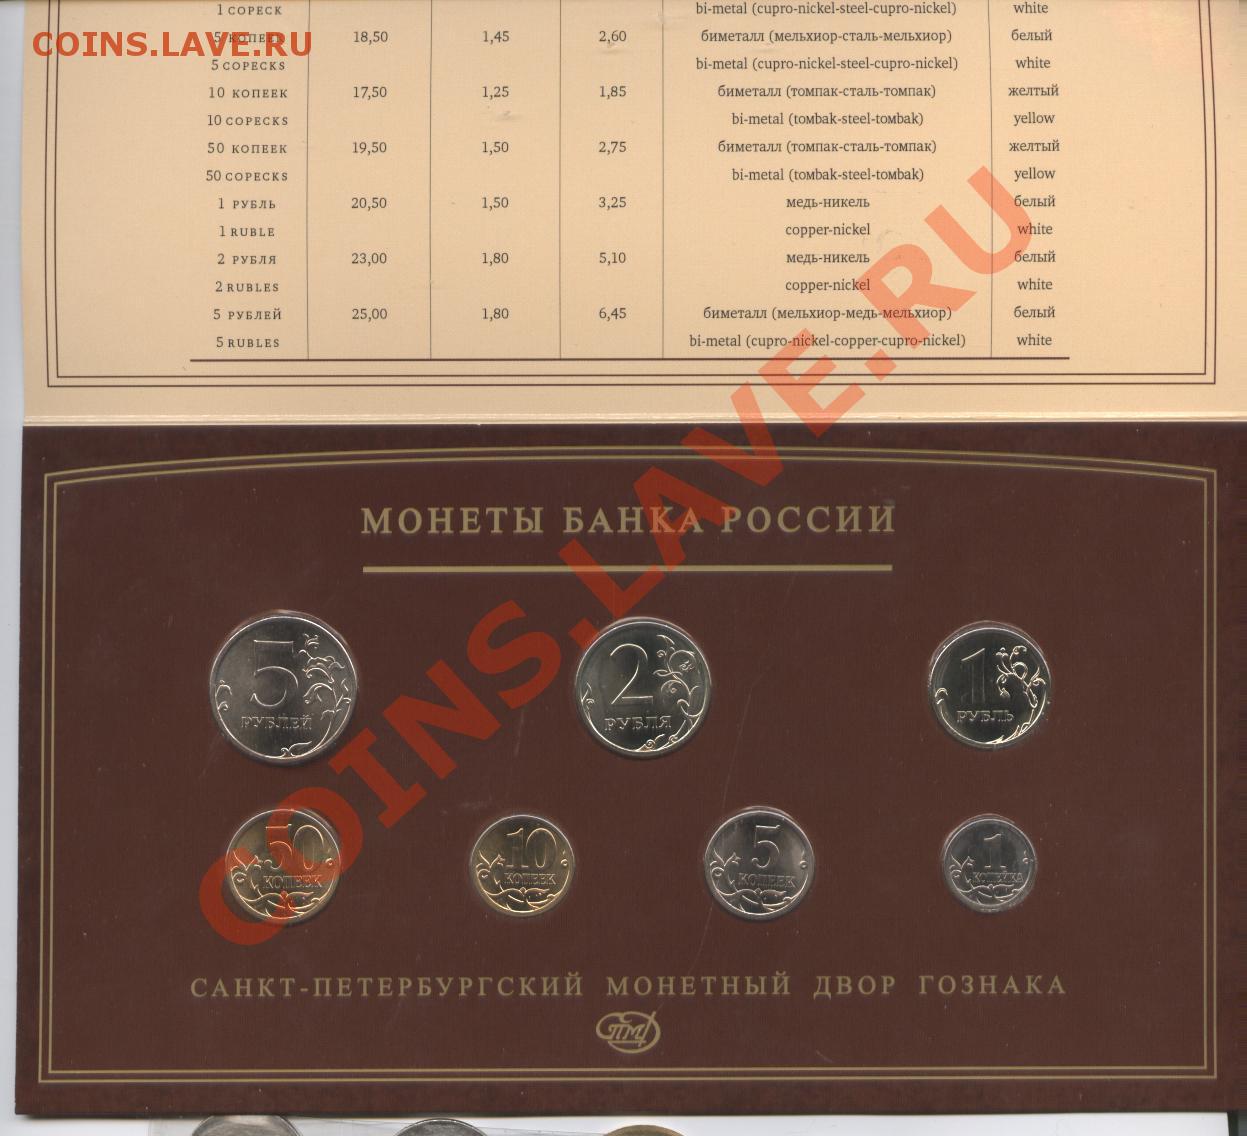 1 COPECK bi-metal (cupro-nickel-steel-cupro-nickel) white
COINS.LAVE.RU
5 КОПЕЕК 18,50 1,45 2,60 биметалл (мельхиор-сталь-мельхиор) белый
5 COPECKS bi-metal (cupro-nickel-steel-cupro-nickel) white
10 КОПЕЕК 17,50 1,25 1,85 биметалл (томпак-сталь-томпак) желтый
10 COPECKS bi-metal (tombak-steel-tombak) yellow
50 КОПЕЕК 19,50 1,50 2,75 биметалл (томпак-сталь-томпак) желтый
50 COPECKS bi-metal (tombak-steel-tombak) yellow
1 РУБЛЬ 20,50 1,50 3,25 медь-никель белый
1 RUBLE copper-nickel white
2 РУБЛЯ 23,00 1,80 5,10 медь-никель белый
2 RUBLES copper-nickel white
5 РУБЛЕЙ 25,00 1,80 6,45 биметалл (мельхиор-медь-мельхиор) белый
5 RUBLES bi-metal (cupro-nickel-copper-cupro-nickel) white
COINS.LAVE.RU
МОНЕТЫ БАНКА РОССИИ
5 РУБЛЕЙ
2 РУБЛЯ
1 РУБЛЬ
50 КОПЕЕК
10 КОПЕЕК
5 КОПЕЕК
1 КОПЕЙКА
САНКТ-ПЕТЕРБУРГСКИЙ МОНЕТНЫЙ ДВОР ГОЗНАКА
СПМД